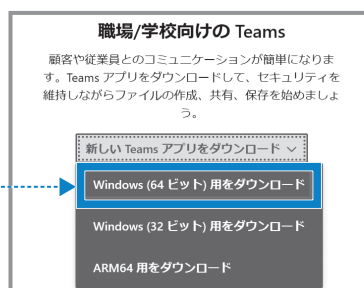 職場/学校向けの Teams
顧客や従業員とのコミュニケーションが簡単になりま
す。Teams アプリをダウンロードして、セキュリティを
維持しながらファイルの作成、共有、保存を始めましょ
う。
新しい Teams アプリをダウンロード
Windows (64 ビット) 用をダウンロード
Windows (32 ビット) 用をダウンロード
ARM64 用をダウンロード